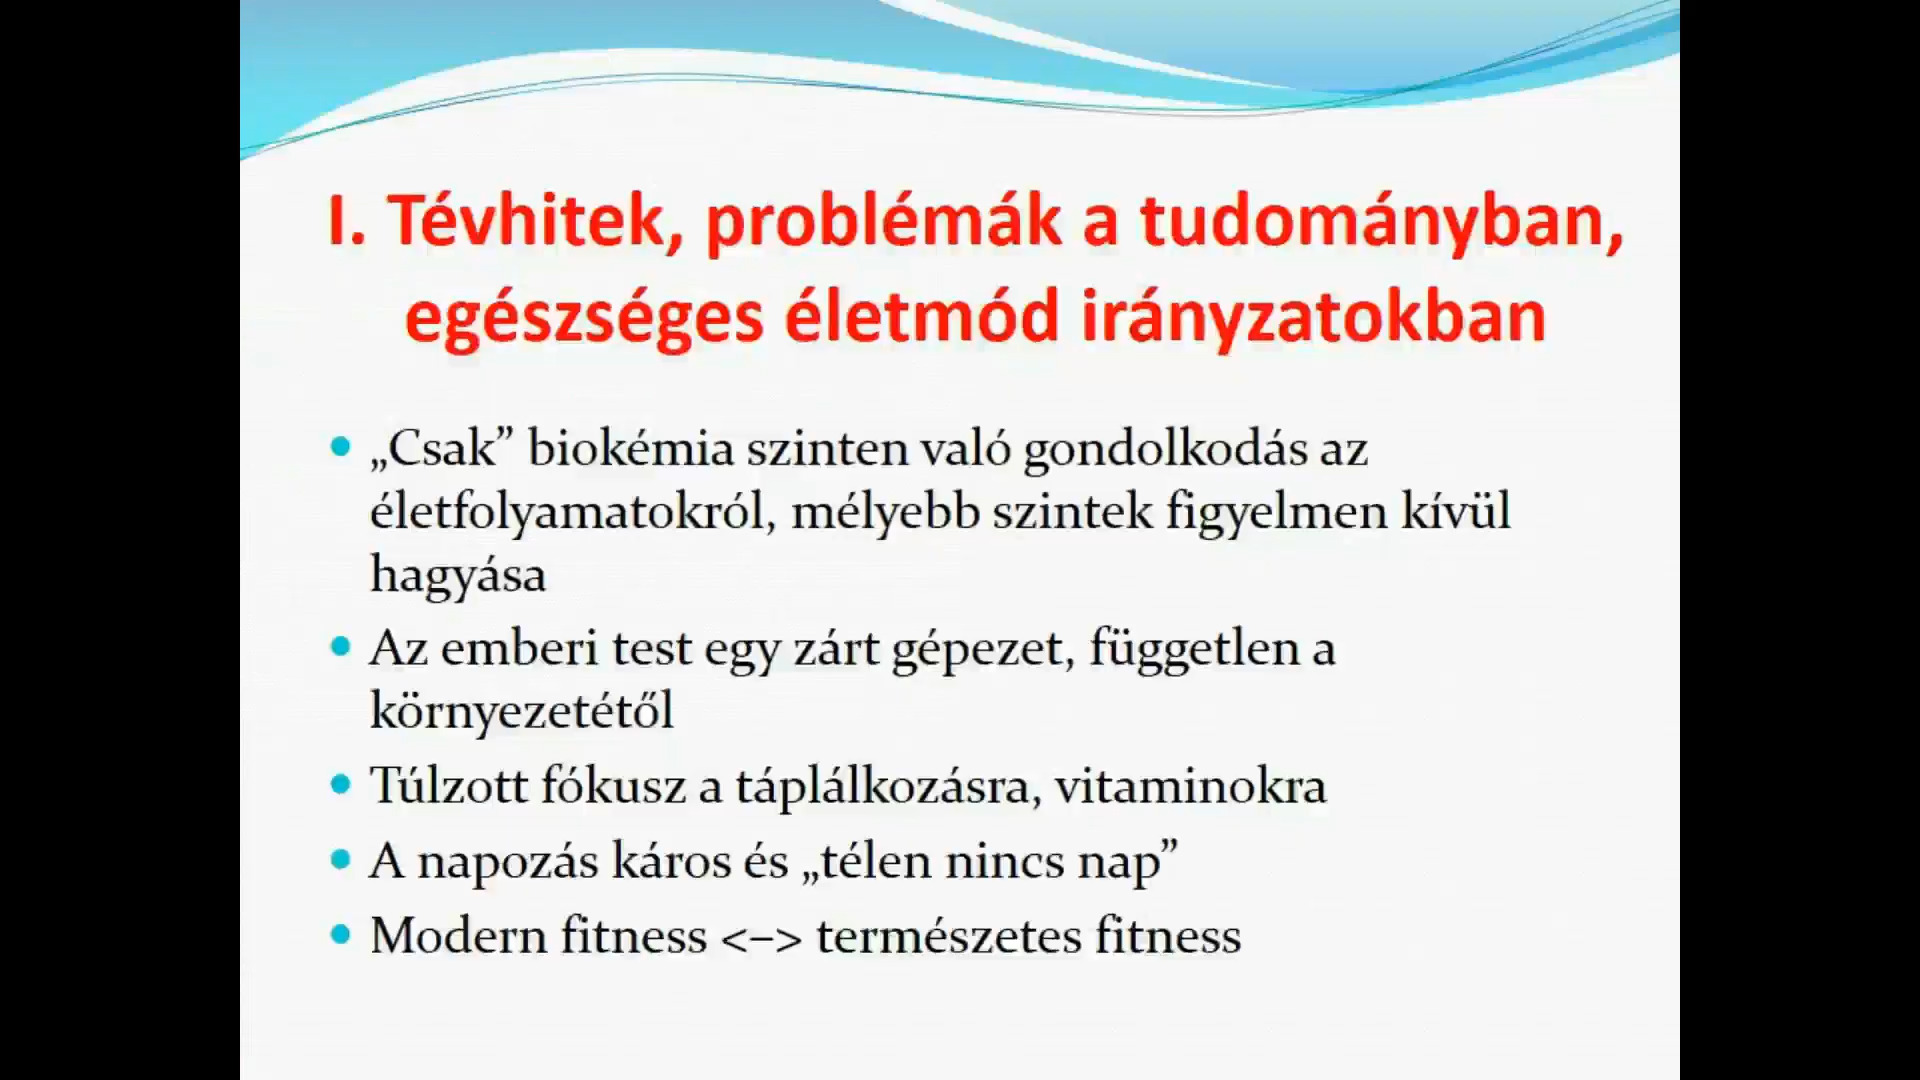 I. Tévhitek, problémák a tudományban,
egészséges életmód irányzatokban
• „Csak” biokémia szinten való gondolkodás az
életfolyamatokról, mélyebb szintek figyelmen kívül
hagyása
• Az emberi test egy zárt gépezet, független a
környezetétől
• Túlzott fókusz a táplálkozásra, vitaminokra
• A napozás káros és „télen nincs nap”
• Modern fitness <–> természetes fitness